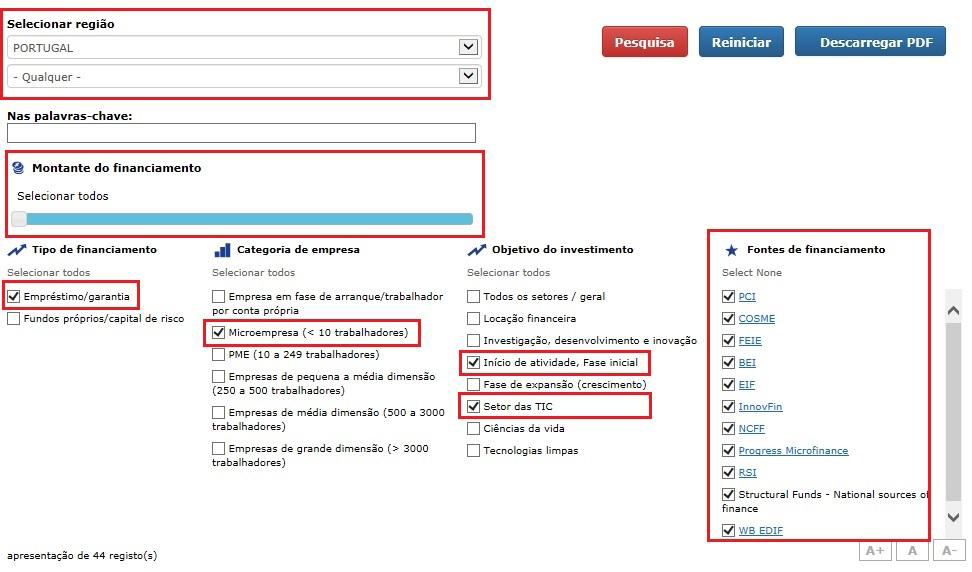 Selecionar região
PORTUGAL
- Qualquer -
Pesquisa
Reiniciar
Descarregar PDF
Nas palavras-chave:
Montante do financiamento
Selecionar todos
Tipo de financiamento
Selecionar todos
Empréstimo/garantia
Fundos próprios/capital de risco
Categoria de empresa
Selecionar todos
Empresa em fase de arranque/trabalhador
por conta própria
Microempresa (< 10 trabalhadores)
PME (10 a 249 trabalhadores)
Empresas de pequena a média dimensão
(250 a 500 trabalhadores)
Empresas de média dimensão (500 a 3000
trabalhadores)
Empresas de grande dimensão (> 3000
trabalhadores)
Objetivo do investimento
Selecionar todos
Todos os setores / geral
Locação financeira
Investigação, desenvolvimento e inovação
Início de atividade, Fase inicial
Fase de expansão (crescimento)
Setor das TIC
Ciências da vida
Tecnologias limpas
Fontes de financiamento
Select None
PCI
COSME
FEIE
BEI
EIF
InnovFin
NCFF
Progress Microfinance
RSI
Structural Funds - National sources of
finance
WB EDIF
apresentação de 44 registo(s)
A+
A
A-